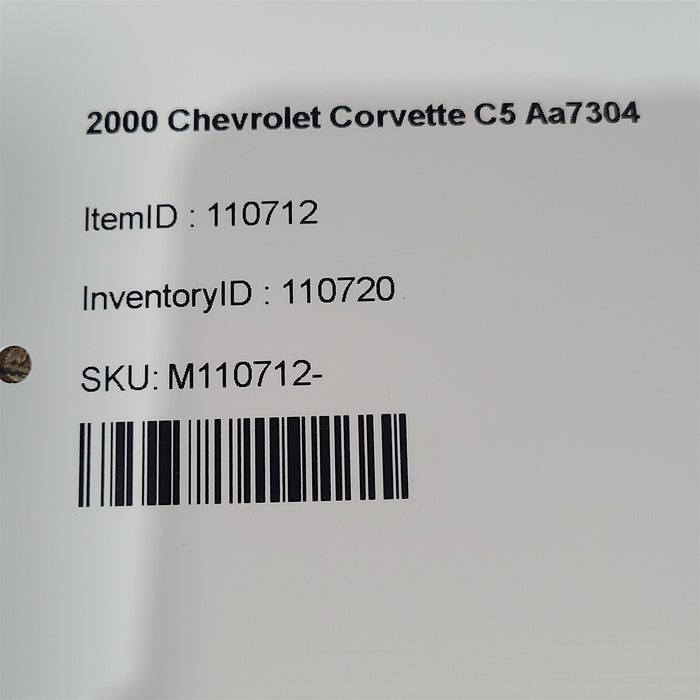 2000 Chevrolet Corvette C5 Aa7304
ItemID : 110712
InventoryID : 110720
SKU: M110712-